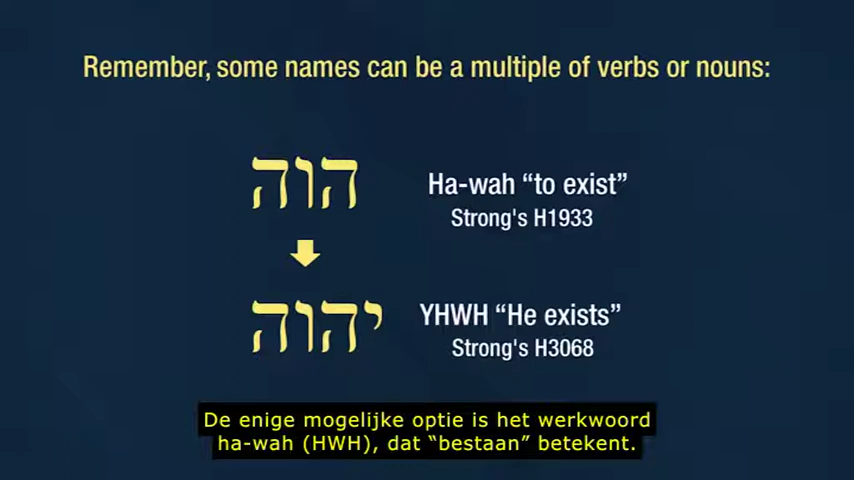 Remember, some names can be a multiple of verbs or nouns:
הוה
Ha-wah “to exist”
Strong's H1933
יהוה
YHWH “He exists”
Strong's H3068
De enige mogelijke optie is het werkwoord
ha-wah (HWH), dat “bestaan” betekent.